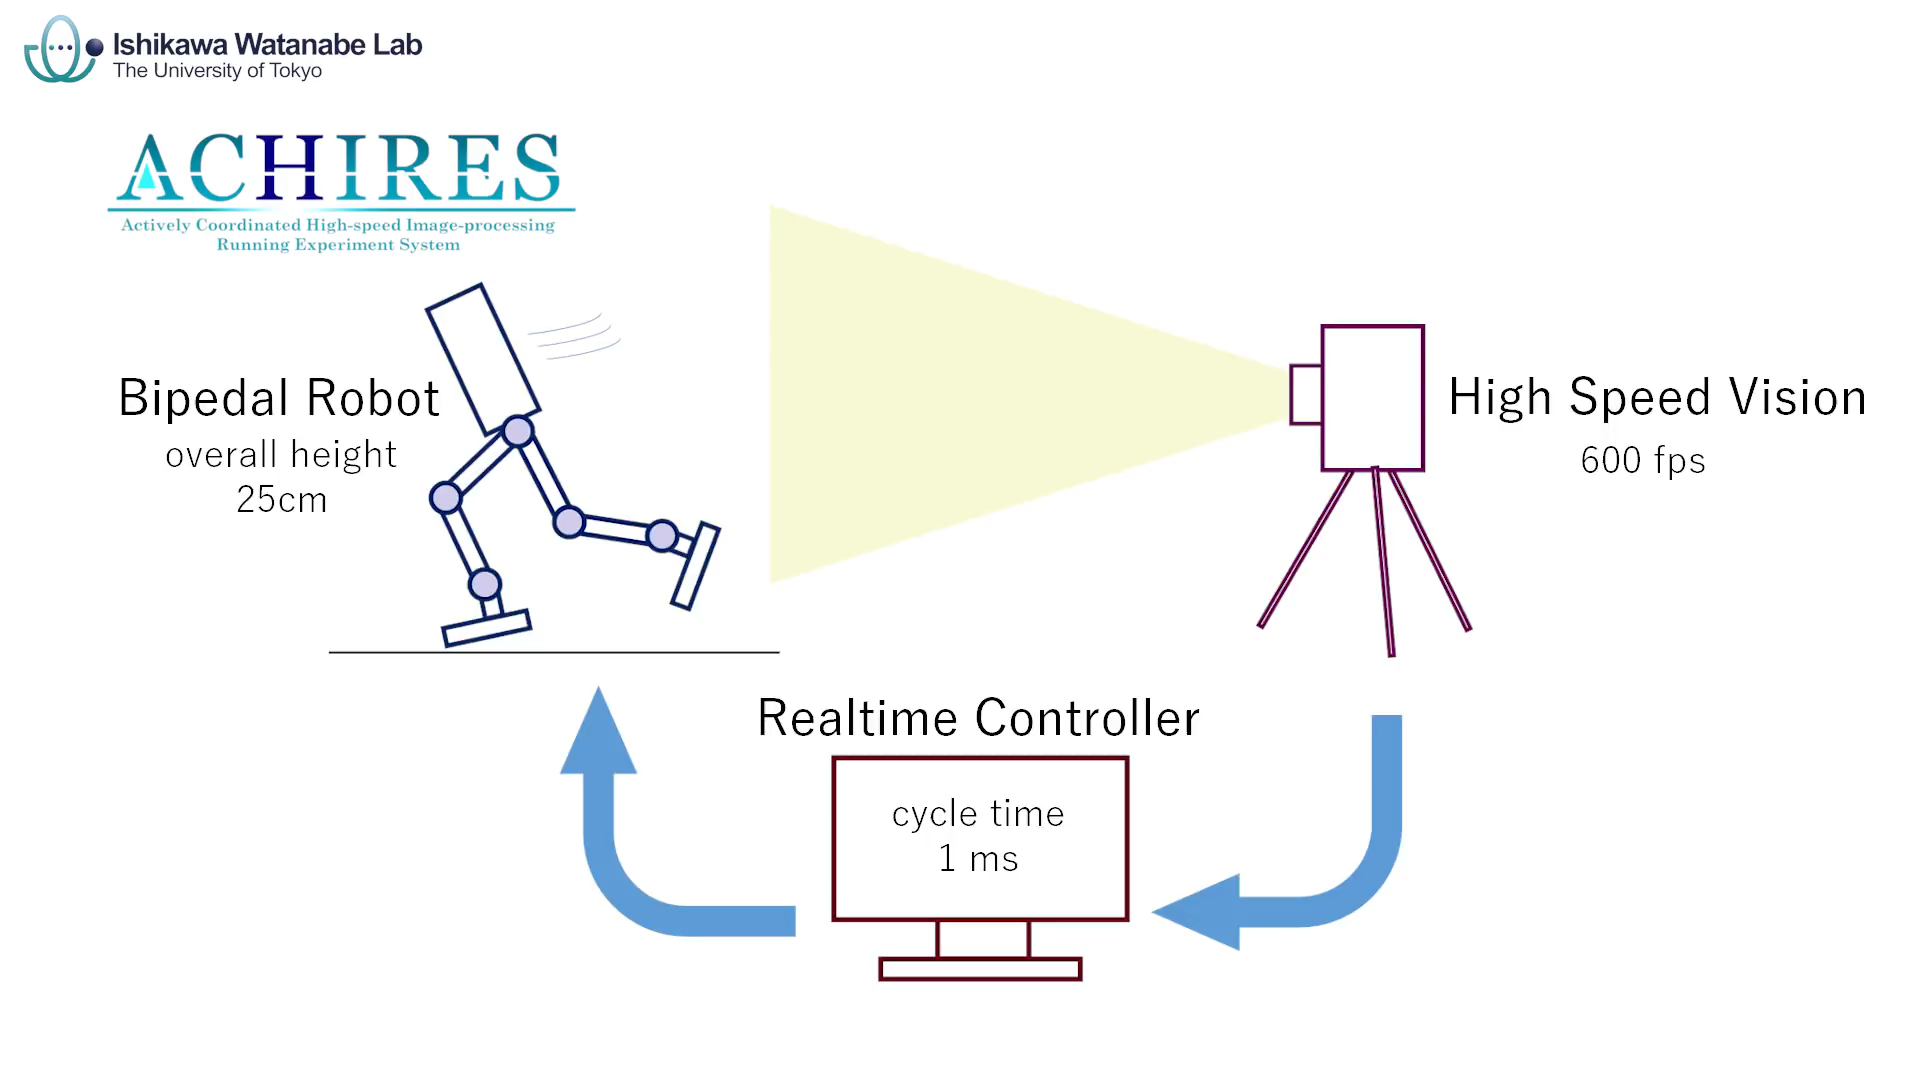 Ishikawa Watanabe Lab
The University of Tokyo
ACHIRES
Actively Coordinated High-speed Image-processing
Running Experiment System
Bipedal Robot
overall height
25cm
High Speed Vision
600 fps
Realtime Controller
cycle time
1 ms